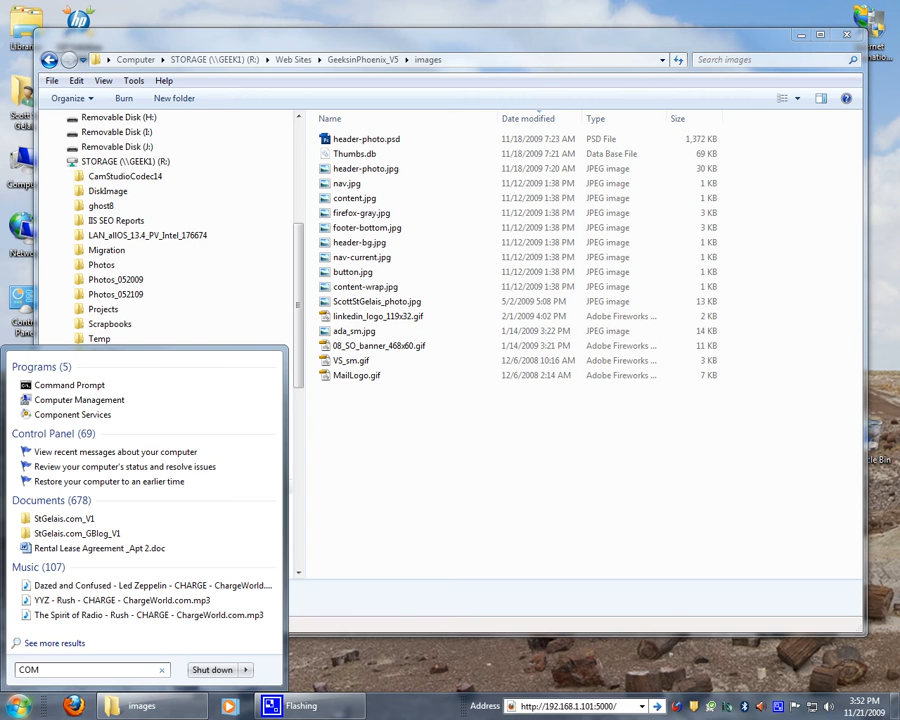 Computer
STORAGE (\\GEEK1) (R:)
Web Sites
GeeksinPhoenix_V5
images
Search images
File Edit View Tools Help
Organize Burn New folder
Removable Disk (H:)
Removable Disk (I:)
Removable Disk (J:)
STORAGE (\\GEEK1) (R:)
CamStudioCodec14
DiskImage
ghost8
IIS SEO Reports
LAN_allOS_13.4_PV_Intel_176674
Migration
Photos
Photos_052009
Photos_052109
Projects
Scrapbooks
Temp
Name Date modified Type Size
header-photo.psd 11/18/2009 7:23 AM PSD File 1,372 KB
Thumbs.db 11/18/2009 7:21 AM Data Base File 69 KB
header-photo.jpg 11/18/2009 7:20 AM JPEG image 30 KB
nav.jpg 11/12/2009 1:38 PM JPEG image 1 KB
content.jpg 11/12/2009 1:38 PM JPEG image 1 KB
firefox-gray.jpg 11/12/2009 1:38 PM JPEG image 3 KB
footer-bottom.jpg 11/12/2009 1:38 PM JPEG image 3 KB
header-bg.jpg 11/12/2009 1:38 PM JPEG image 1 KB
nav-current.jpg 11/12/2009 1:38 PM JPEG image 1 KB
button.jpg 11/12/2009 1:38 PM JPEG image 1 KB
content-wrap.jpg 11/12/2009 1:38 PM JPEG image 1 KB
ScottStGelais_photo.jpg 5/2/2009 5:08 PM JPEG image 13 KB
linkedin_logo_119x32.gif 2/1/2009 4:02 PM Adobe Fireworks ... 2 KB
ada_sm.jpg 1/14/2009 3:22 PM JPEG image 14 KB
08_SO_banner_468x60.gif 1/14/2009 3:21 PM Adobe Fireworks ... 11 KB
VS_sm.gif 12/6/2008 10:16 AM Adobe Fireworks ... 3 KB
MailLogo.gif 12/6/2008 2:14 AM Adobe Fireworks ... 7 KB
Programs (5)
Command Prompt
Computer Management
Component Services
Control Panel (69)
View recent messages about your computer
Review your computer's status and resolve issues
Restore your computer to an earlier time
Documents (678)
StGelais.com_V1
StGelais.com_GBlog_V1
Rental Lease Agreement _Apt 2.doc
Music (107)
Dazed and Confused - Led Zeppelin - CHARGE - ChargeWorld....
YYZ - Rush - CHARGE - ChargeWorld.com.mp3
The Spirit of Radio - Rush - CHARGE - ChargeWorld.com.mp3
See more results
COM
Shut down
images
Flashing
Address http://192.168.1.101:5000/
3:52 PM
11/21/2009